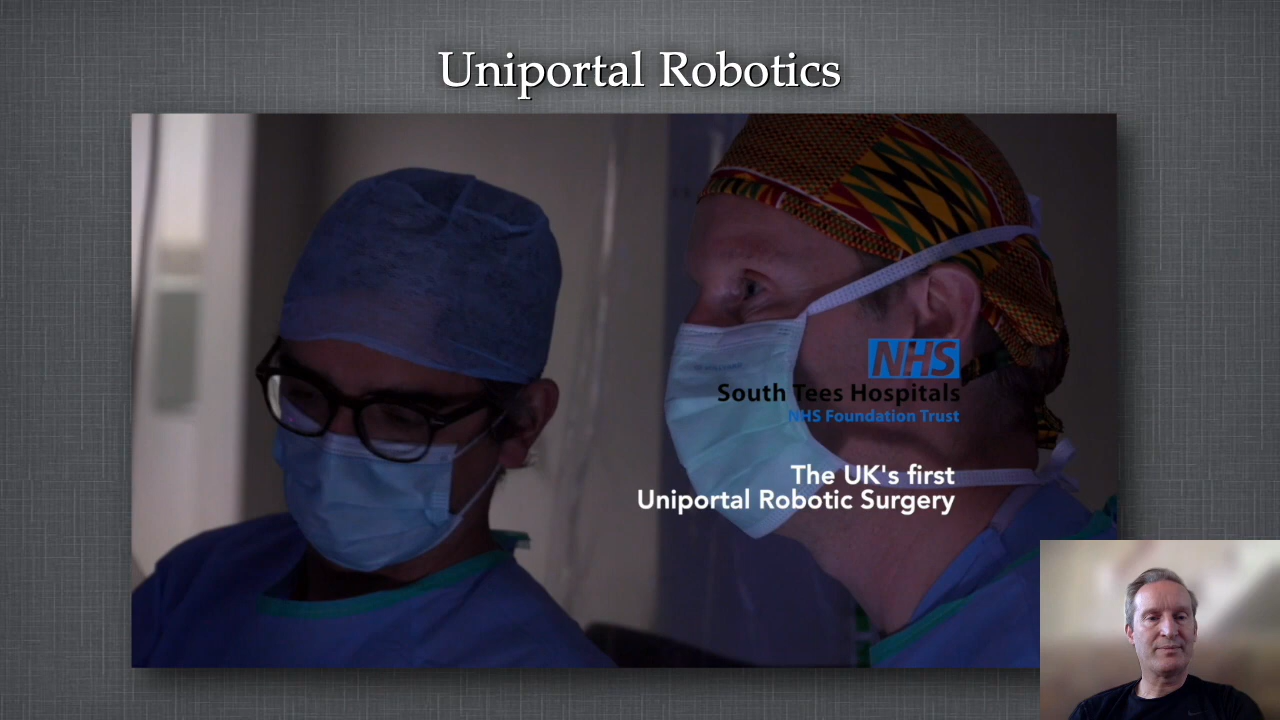 Uniportal Robotics
NHS
South Tees Hospitals
NHS Foundation Trust
The UK's first
Uniportal Robotic Surgery